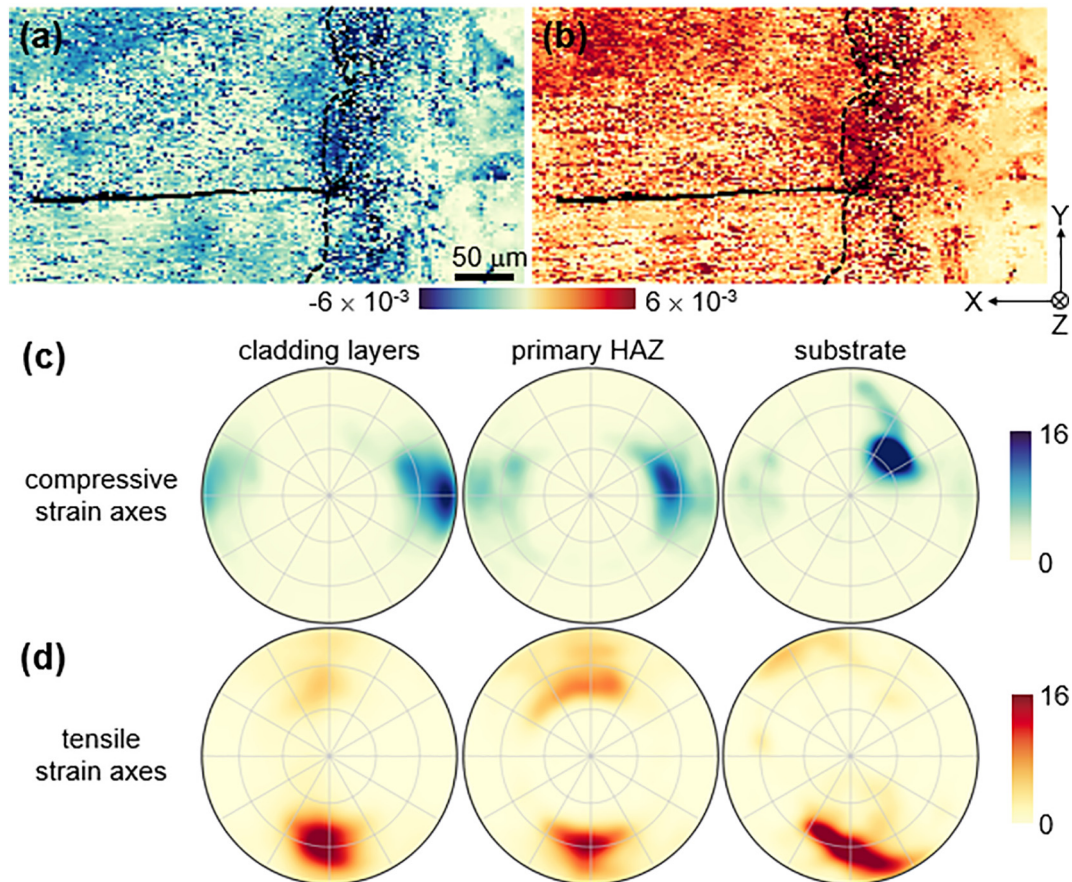 (a)
(b)
50 μm
Y
X
Z
-6 × 10⁻³
6 × 10⁻³
(c)
cladding layers
primary HAZ
substrate
compressive
strain axes
16
0
(d)
tensile
strain axes
16
0